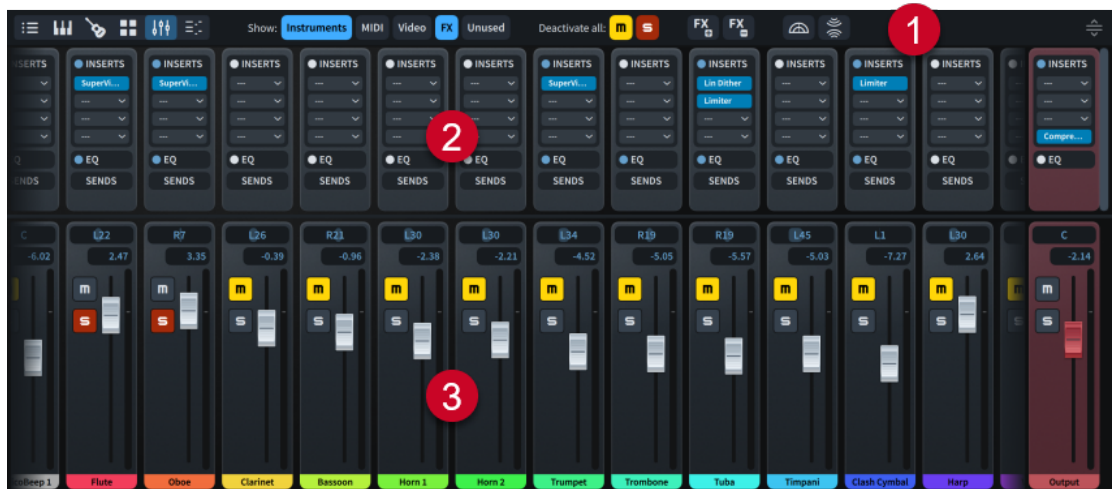 Show: Instruments MIDI Video FX Unused Deactivate all: m s FX FX 1
INSERTS INSERTS INSERTS INSERTS INSERTS INSERTS INSERTS INSERTS INSERTS INSERTS INSERTS INSERTS INSERTS
SuperVi... SuperVi... --- --- --- --- SuperVi... --- Lin Dither --- Limiter --- ---
--- --- --- --- --- --- --- --- Limiter --- --- --- ---
--- --- --- --- --- --- --- --- --- --- --- --- ---
--- --- --- --- --- --- --- --- --- --- --- --- Compre...
2
EQ EQ EQ EQ EQ EQ EQ EQ EQ EQ EQ EQ EQ
SENDS SENDS SENDS SENDS SENDS SENDS SENDS SENDS SENDS SENDS SENDS SENDS
C L22 R7 L26 R21 L30 L30 L34 R19 R19 L45 L1 L30 C
-6.02 2.47 3.35 -0.39 -0.96 -2.38 -2.21 -4.52 -5.05 -5.57 -5.03 -7.27 2.64 -2.14
m m m m m m m m m m m m m
s s s s s s s s s s s s s
3
oBeep 1 Flute Oboe Clarinet Bassoon Horn 1 Horn 2 Trumpet Trombone Tuba Timpani Clash Cymbal Harp Output